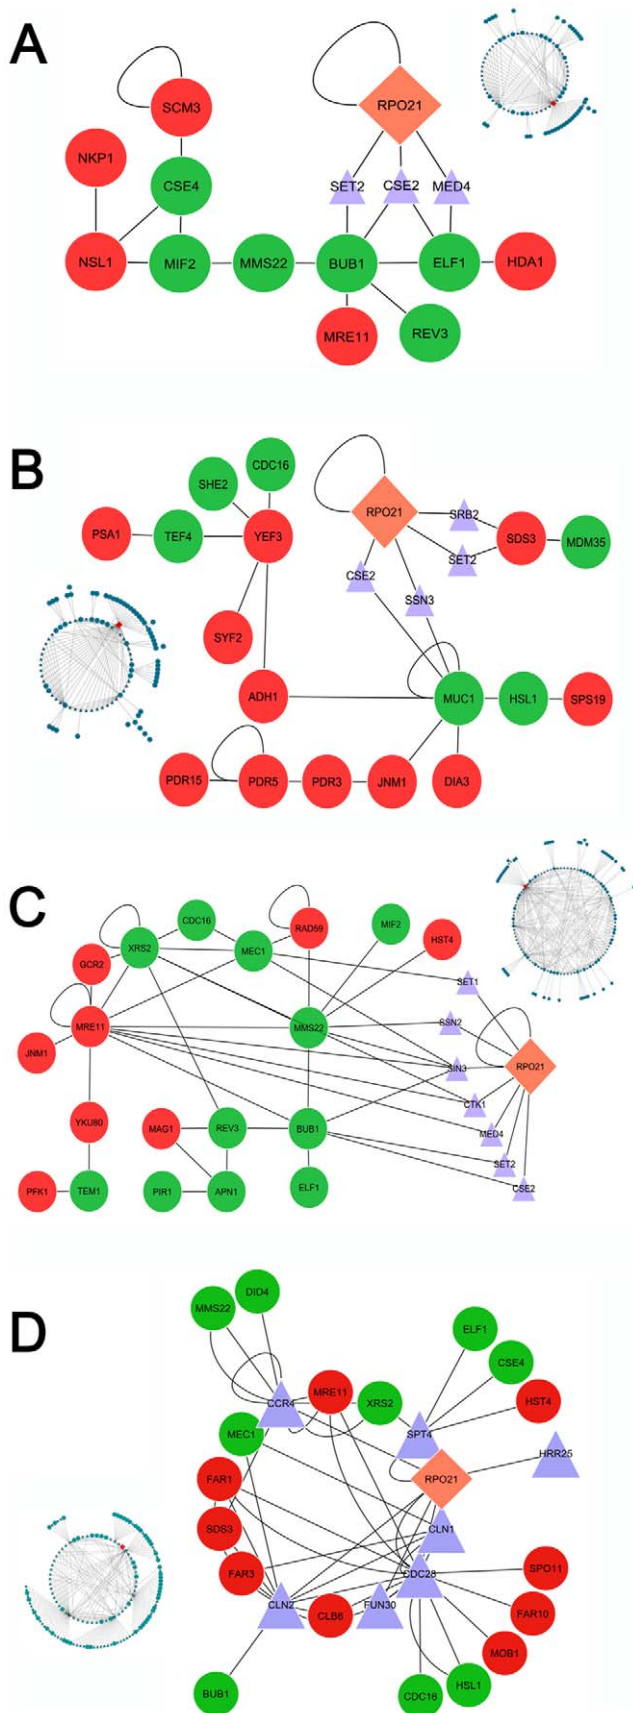 A
RPO21
SCM3
NKP1
CSE4
SET2 CSE2 MED4
NSL1 MIF2 MMS22 BUB1 ELF1 HDA1
MRE11 REV3
B
CDC16
SHE2
RPO21
PSA1 TEF4 YEF3 SRB2 SDS3 MDM35
SET2
CSE2
SSN3
SYF2
ADH1 MUC1 HSL1 SPS19
PDR15 PDR5 PDR3 JNM1 DIA3
C
CDC16 RAD59 MIF2
XRS2 MEC1 HST4
GCR2
SET1
MRE11 MMS22 SSN2
JNM1
SIN3 RPO21
CTK1
YKU80 MAG1 REV3 BUB1 MED4
SET2
PFK1 TEM1 PIR1 APN1 ELF1 CSE2
D
DID4
MMS22
ELF1
CSE4
MRE11
CCR4 XRS2 HST4
MEC1 SPT4
HRR25
FAR1 RPO21
SDS3 CLN1
FAR3 CDC28 SPO11
CLN2 CLB6 FUN30 FAR10
MOB1
BUB1 CDC16 HSL1